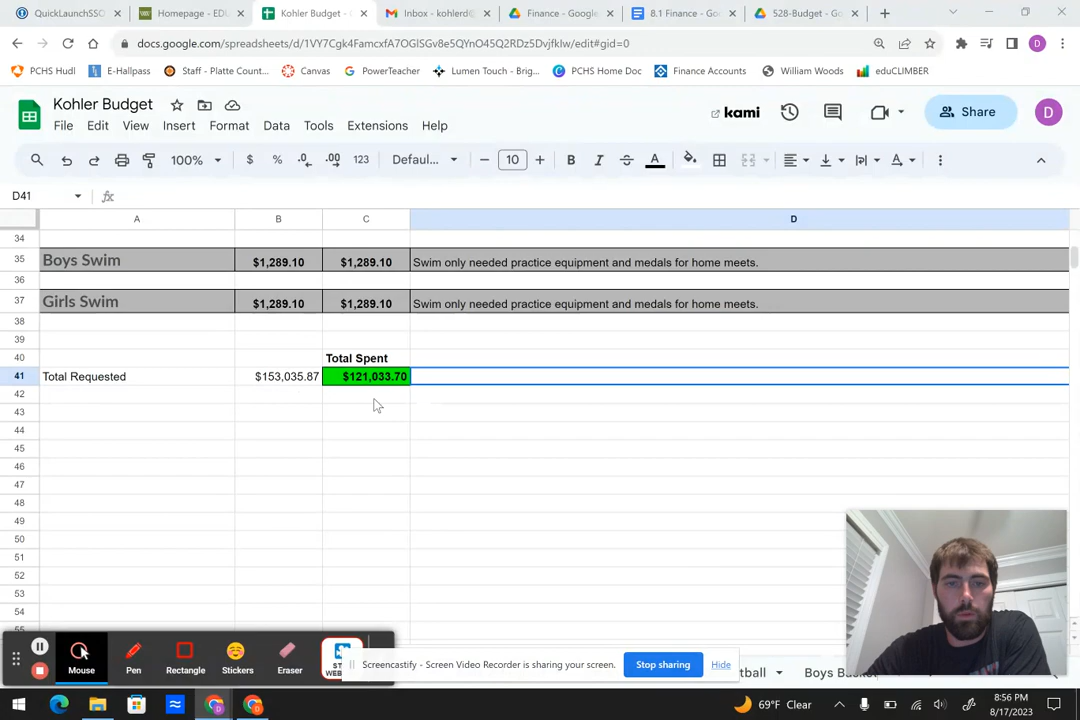 QuickLaunchSSO
Homepage - EDU
Kohler Budget - G
Inbox - kohlerd@
Finance - Google
8.1 Finance - Goo
528-Budget - Go
docs.google.com/spreadsheets/d/1VY7Cgk4FamcxfA7OGlSGv8e5QYnO45Q2RDz5DvjfkIw/edit#gid=0
PCHS Hudl
E-Hallpass
Staff - Platte Count...
Canvas
PowerTeacher
Lumen Touch - Brig...
PCHS Home Doc
Finance Accounts
William Woods
eduCLIMBER
Kohler Budget
kami
Share
D
File Edit View Insert Format Data Tools Extensions Help
100% $ % .0 .00 123 Defaul... 10 B I A
D41
A B C D
34
35 Boys Swim $1,289.10 $1,289.10 Swim only needed practice equipment and medals for home meets.
36
37 Girls Swim $1,289.10 $1,289.10 Swim only needed practice equipment and medals for home meets.
38
39
40 Total Spent
41 Total Requested $153,035.87 $121,033.70
42
43
44
45
46
47
48
49
50
51
52
53
54
Mouse
Pen
Rectangle
Stickers
Eraser
Screencastify - Screen Video Recorder is sharing your screen.
Stop sharing
Hide
tball
Boys Bas
69°F Clear
8:56 PM
8/17/2023